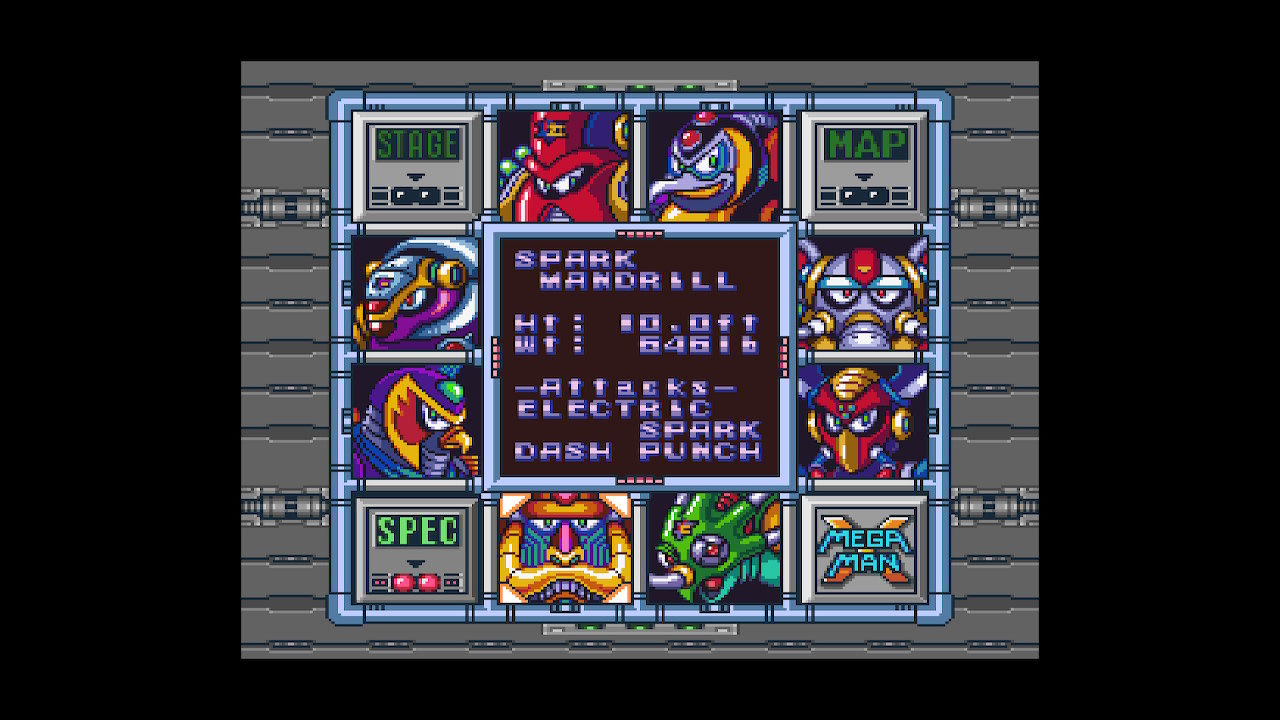 STAGE
MAP
SPARK
MANDRILL
Ht: 10.0ft
Wt: 646lb
-Attacks-
ELECTRIC
SPARK
DASH PUNCH
SPEC
MEGA
MAN
X